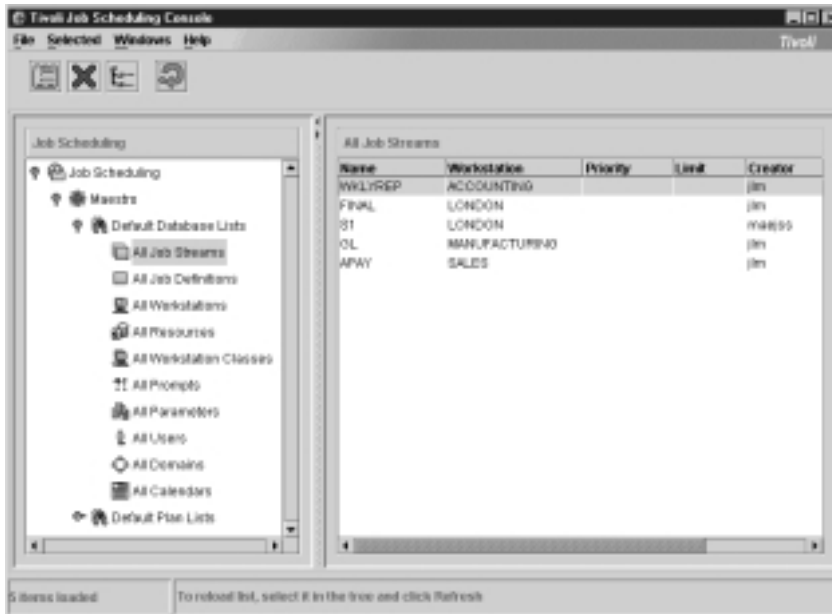 Tivoli Job Scheduling Console
File Selected Windows Help
Tivoli
Job Scheduling
Job Scheduling
Maestro
Default Database Lists
All Job Streams
All Job Definitions
All Workstations
All Resources
All Workstation Classes
All Prompts
All Parameters
All Users
All Domains
All Calendars
Default Plan Lists
All Job Streams
Name Workstation Priority Limit Creator
WKLYREP ACCOUNTING jim
FINAL LONDON jim
S1 LONDON maejss
GL MANUFACTURING jim
APAY SALES jim
5 items loaded
To reload list, select it in the tree and click Refresh